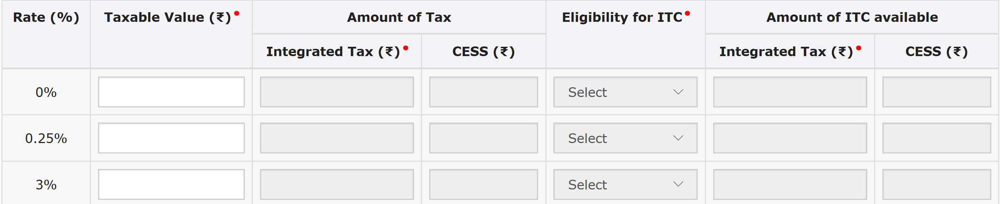 Rate (%) Taxable Value (₹)• Amount of Tax Eligibility for ITC• Amount of ITC available
Integrated Tax (₹)• CESS (₹) Integrated Tax (₹)• CESS (₹)
0% Select
0.25% Select
3% Select